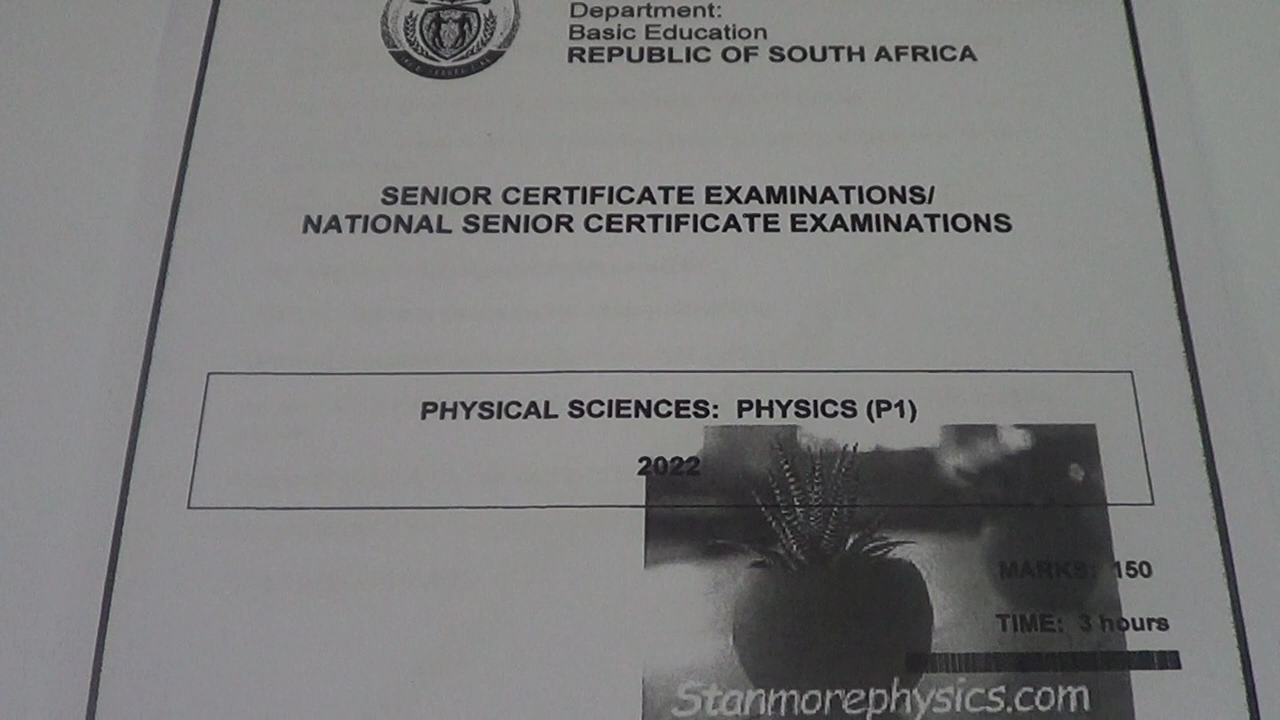 Department:
Basic Education
REPUBLIC OF SOUTH AFRICA
SENIOR CERTIFICATE EXAMINATIONS/
NATIONAL SENIOR CERTIFICATE EXAMINATIONS
PHYSICAL SCIENCES: PHYSICS (P1)
2022
MARKS: 150
TIME: 3 hours
Stanmorephysics.com